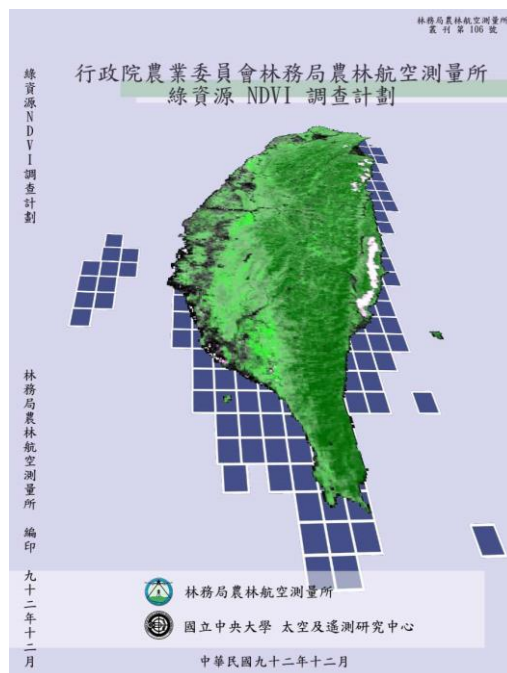 林務局農林航空測量所
叢刊第106號
行政院農業委員會林務局農林航空測量所
綠資源 NDVI 調查計劃
綠資源NDVI調查計劃
林務局農林航空測量所 編印 九十二年十二月
林務局農林航空測量所
國立中央大學 太空及遙測研究中心
中華民國九十二年十二月